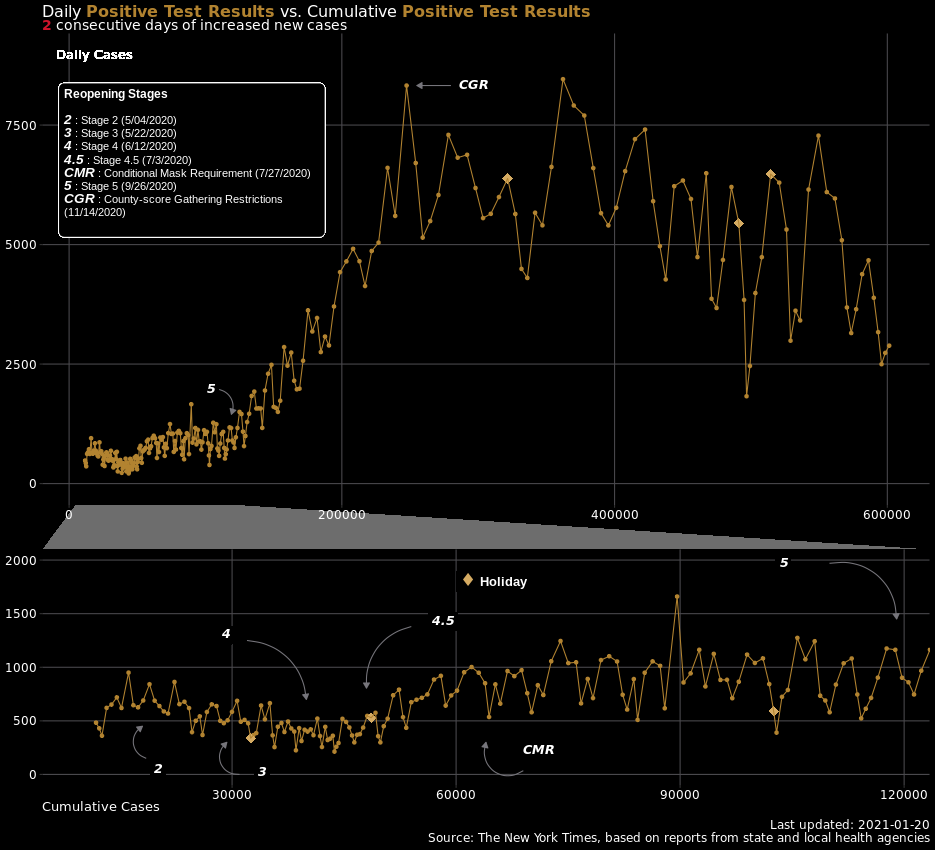 Daily Positive Test Results vs. Cumulative Positive Test Results
2 consecutive days of increased new cases
Daily Cases
CGR
Reopening Stages
2 : Stage 2 (5/04/2020)
3 : Stage 3 (5/22/2020)
4 : Stage 4 (6/12/2020)
4.5 : Stage 4.5 (7/3/2020)
CMR : Conditional Mask Requirement (7/27/2020)
5 : Stage 5 (9/26/2020)
CGR : County-score Gathering Restrictions
(11/14/2020)
7500
5000
2500
5
0
0 200000 400000 600000
2000
5
Holiday
1500
4.5
4
1000
500
CMR
2
3
0
30000 60000 90000 120000
Cumulative Cases
Last updated: 2021-01-20
Source: The New York Times, based on reports from state and local health agencies